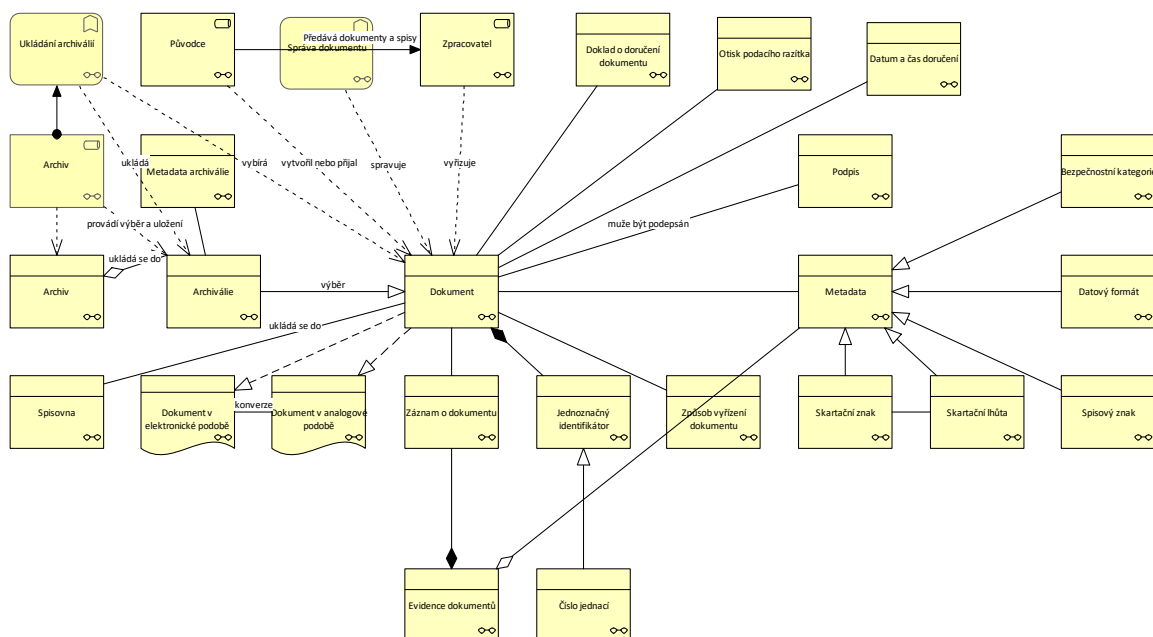 Ukládání archiválií
Původce
Předává dokumenty a spisy
Správa dokumentu
Zpracovatel
Doklad o doručení
dokumentu
Otisk podacího razítka
Datum a čas doručení
Archiv
ukládá
Metadata archiválie
vybírá
vytvořil nebo přijal
spravuje
vyřizuje
Podpis
Bezpečnostní kategorie
provádí výběr a uložení
muže být podepsán
ukládá se do
Archiv
Archiválie
výběr
Dokument
Metadata
Datový formát
ukládá se do
Spisovna
Dokument v
elektronické podobě
konverze
Dokument v analogove
podobě
Záznam o dokumentu
Jednoznačný
identifikátor
Způsob vyřízení
dokumentu
Skartační znak
Skartační lhůta
Spisový znak
Evidence dokumentů
Číslo jednací